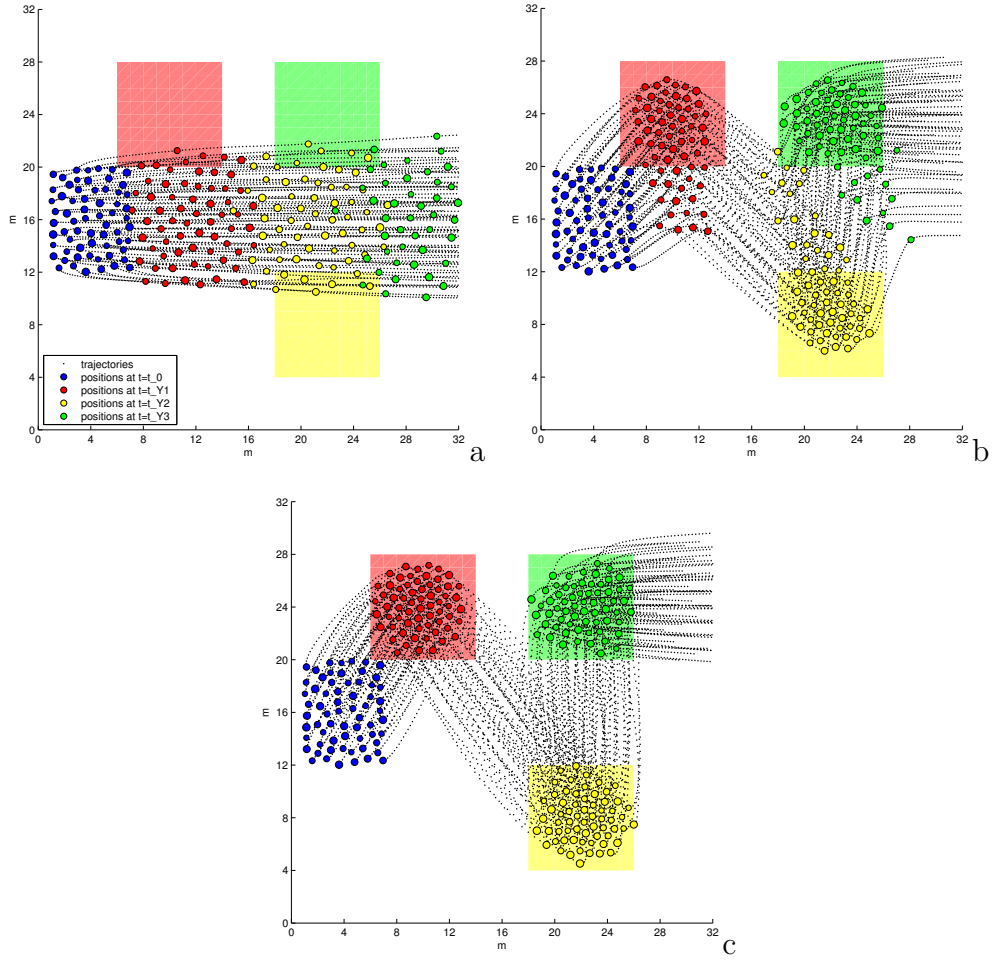 32
28
24
20
16
12
8
4
0
m
0 4 8 12 16 20 24 28 32
m
trajectories
positions at t=t_0
positions at t=t_Y1
positions at t=t_Y2
positions at t=t_Y3
a
32
28
24
20
16
12
8
4
0
m
0 4 8 12 16 20 24 28 32
m
b
32
28
24
20
16
12
8
4
0
m
0 4 8 12 16 20 24 28 32
m
c